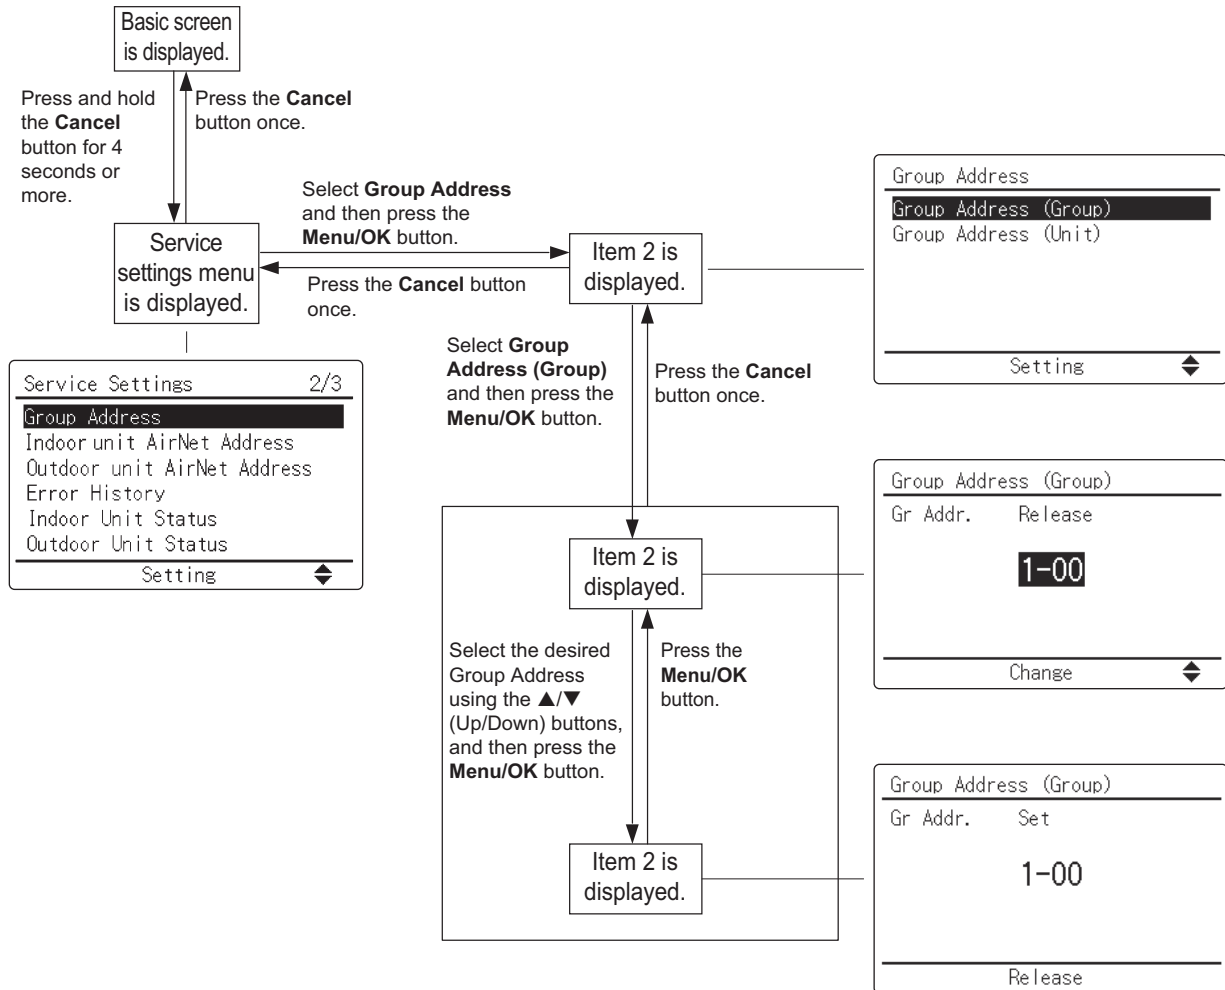 Basic screen
is displayed.
Press and hold
the Cancel
button for 4
seconds or
more.
Press the Cancel
button once.
Select Group Address
and then press the
Menu/OK button.
Service
settings menu
is displayed.
Press the Cancel button
once.
Item 2 is
displayed.
Group Address
Group Address (Group)
Group Address (Unit)
Setting
Service Settings 2/3
Group Address
Indoor unit AirNet Address
Outdoor unit AirNet Address
Error History
Indoor Unit Status
Outdoor Unit Status
Setting
Select Group
Address (Group)
and then press the
Menu/OK button.
Press the Cancel
button once.
Item 2 is
displayed.
Group Address (Group)
Gr Addr. Release
1-00
Change
Select the desired
Group Address
using the ▲/▼
(Up/Down) buttons,
and then press the
Menu/OK button.
Press the
Menu/OK
button.
Item 2 is
displayed.
Group Address (Group)
Gr Addr. Set
1-00
Release